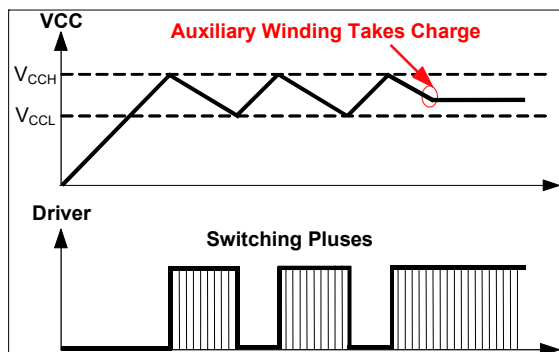 VCC
Auxiliary Winding Takes Charge
VCCH
VCCL
Driver
Switching Pluses